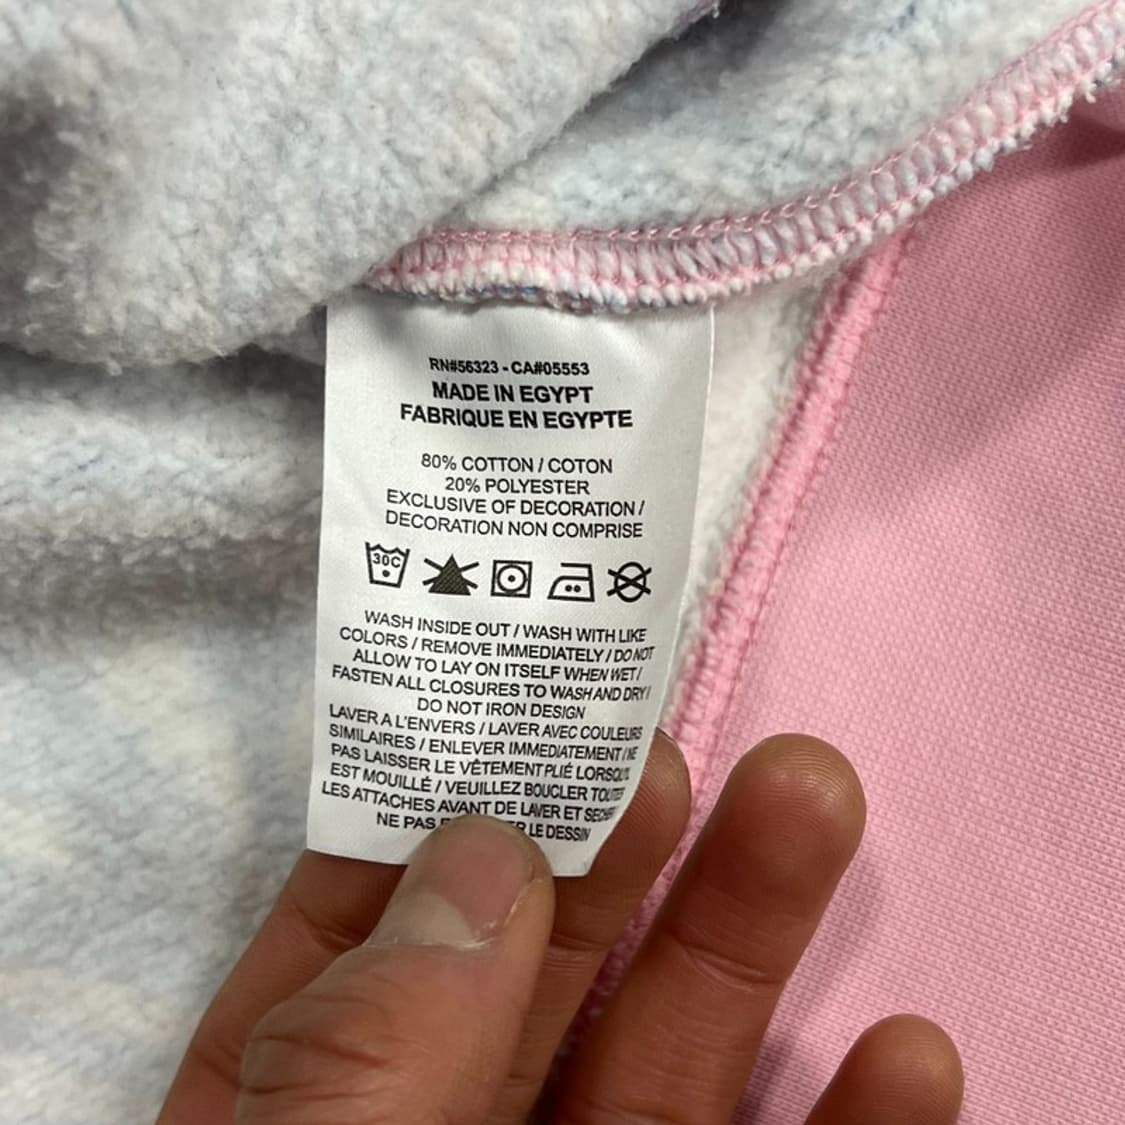 RN#56323 - CA#05553
MADE IN EGYPT
FABRIQUE EN EGYPTE
80% COTTON / COTON
20% POLYESTER
EXCLUSIVE OF DECORATION /
DECORATION NON COMPRISE
30C
WASH INSIDE OUT / WASH WITH LIKE
COLORS / REMOVE IMMEDIATELY / DO NOT
ALLOW TO LAY ON ITSELF WHEN WET /
FASTEN ALL CLOSURES TO WASH AND DRY /
DO NOT IRON DESIGN
LAVER A L'ENVERS / LAVER AVEC COULEURS
SIMILAIRES / ENLEVER IMMEDIATEMENT / NE
PAS LAISSER LE VÊTEMENT PLIÉ LORSQU'IL
EST MOUILLÉ / VEUILLEZ BOUCLER TOUTES
LES ATTACHES AVANT DE LAVER ET SECHER
NE PAS LE DESSIN